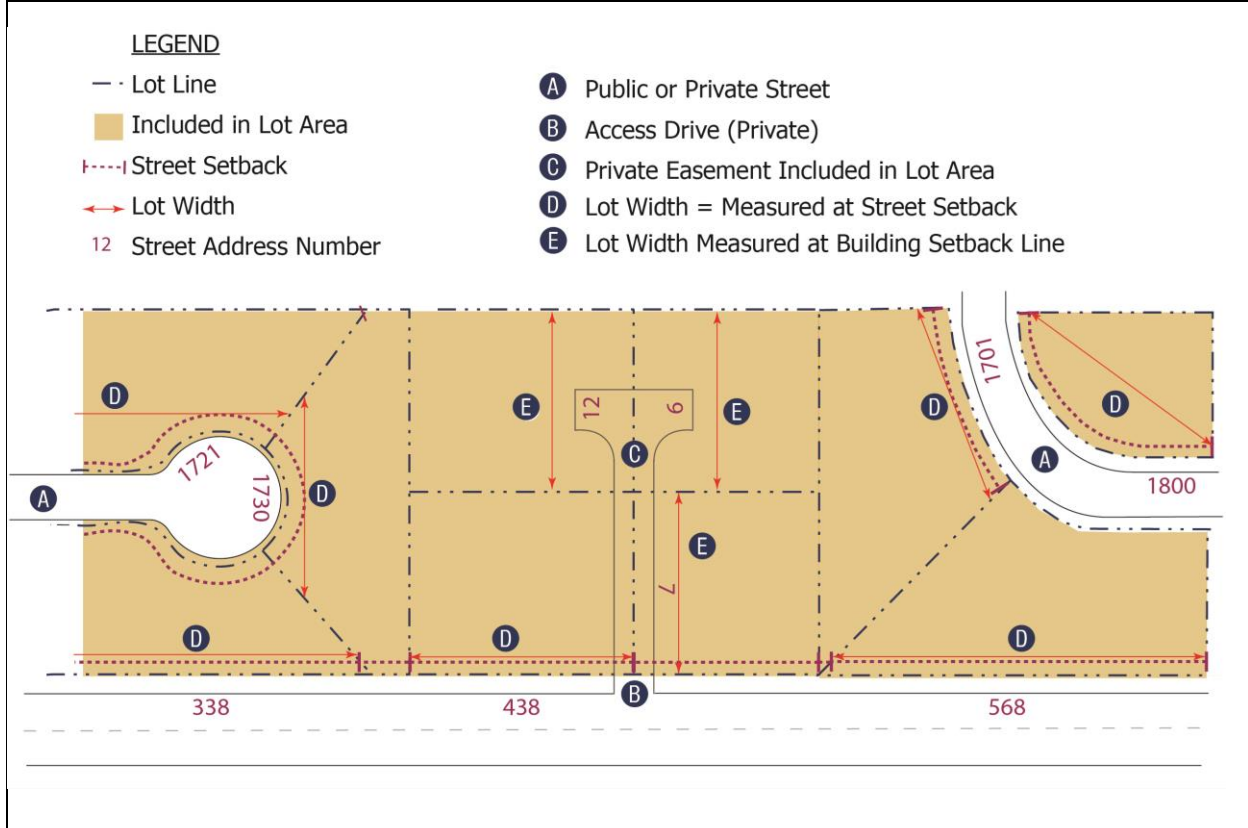 LEGEND
Lot Line
Included in Lot Area
Street Setback
Lot Width
12 Street Address Number
A Public or Private Street
B Access Drive (Private)
C Private Easement Included in Lot Area
D Lot Width = Measured at Street Setback
E Lot Width Measured at Building Setback Line
1701
D
E
12
6
E
D
D
C
A
1721
1730
D
A
1800
E
7
D
D
D
B
338
438
568